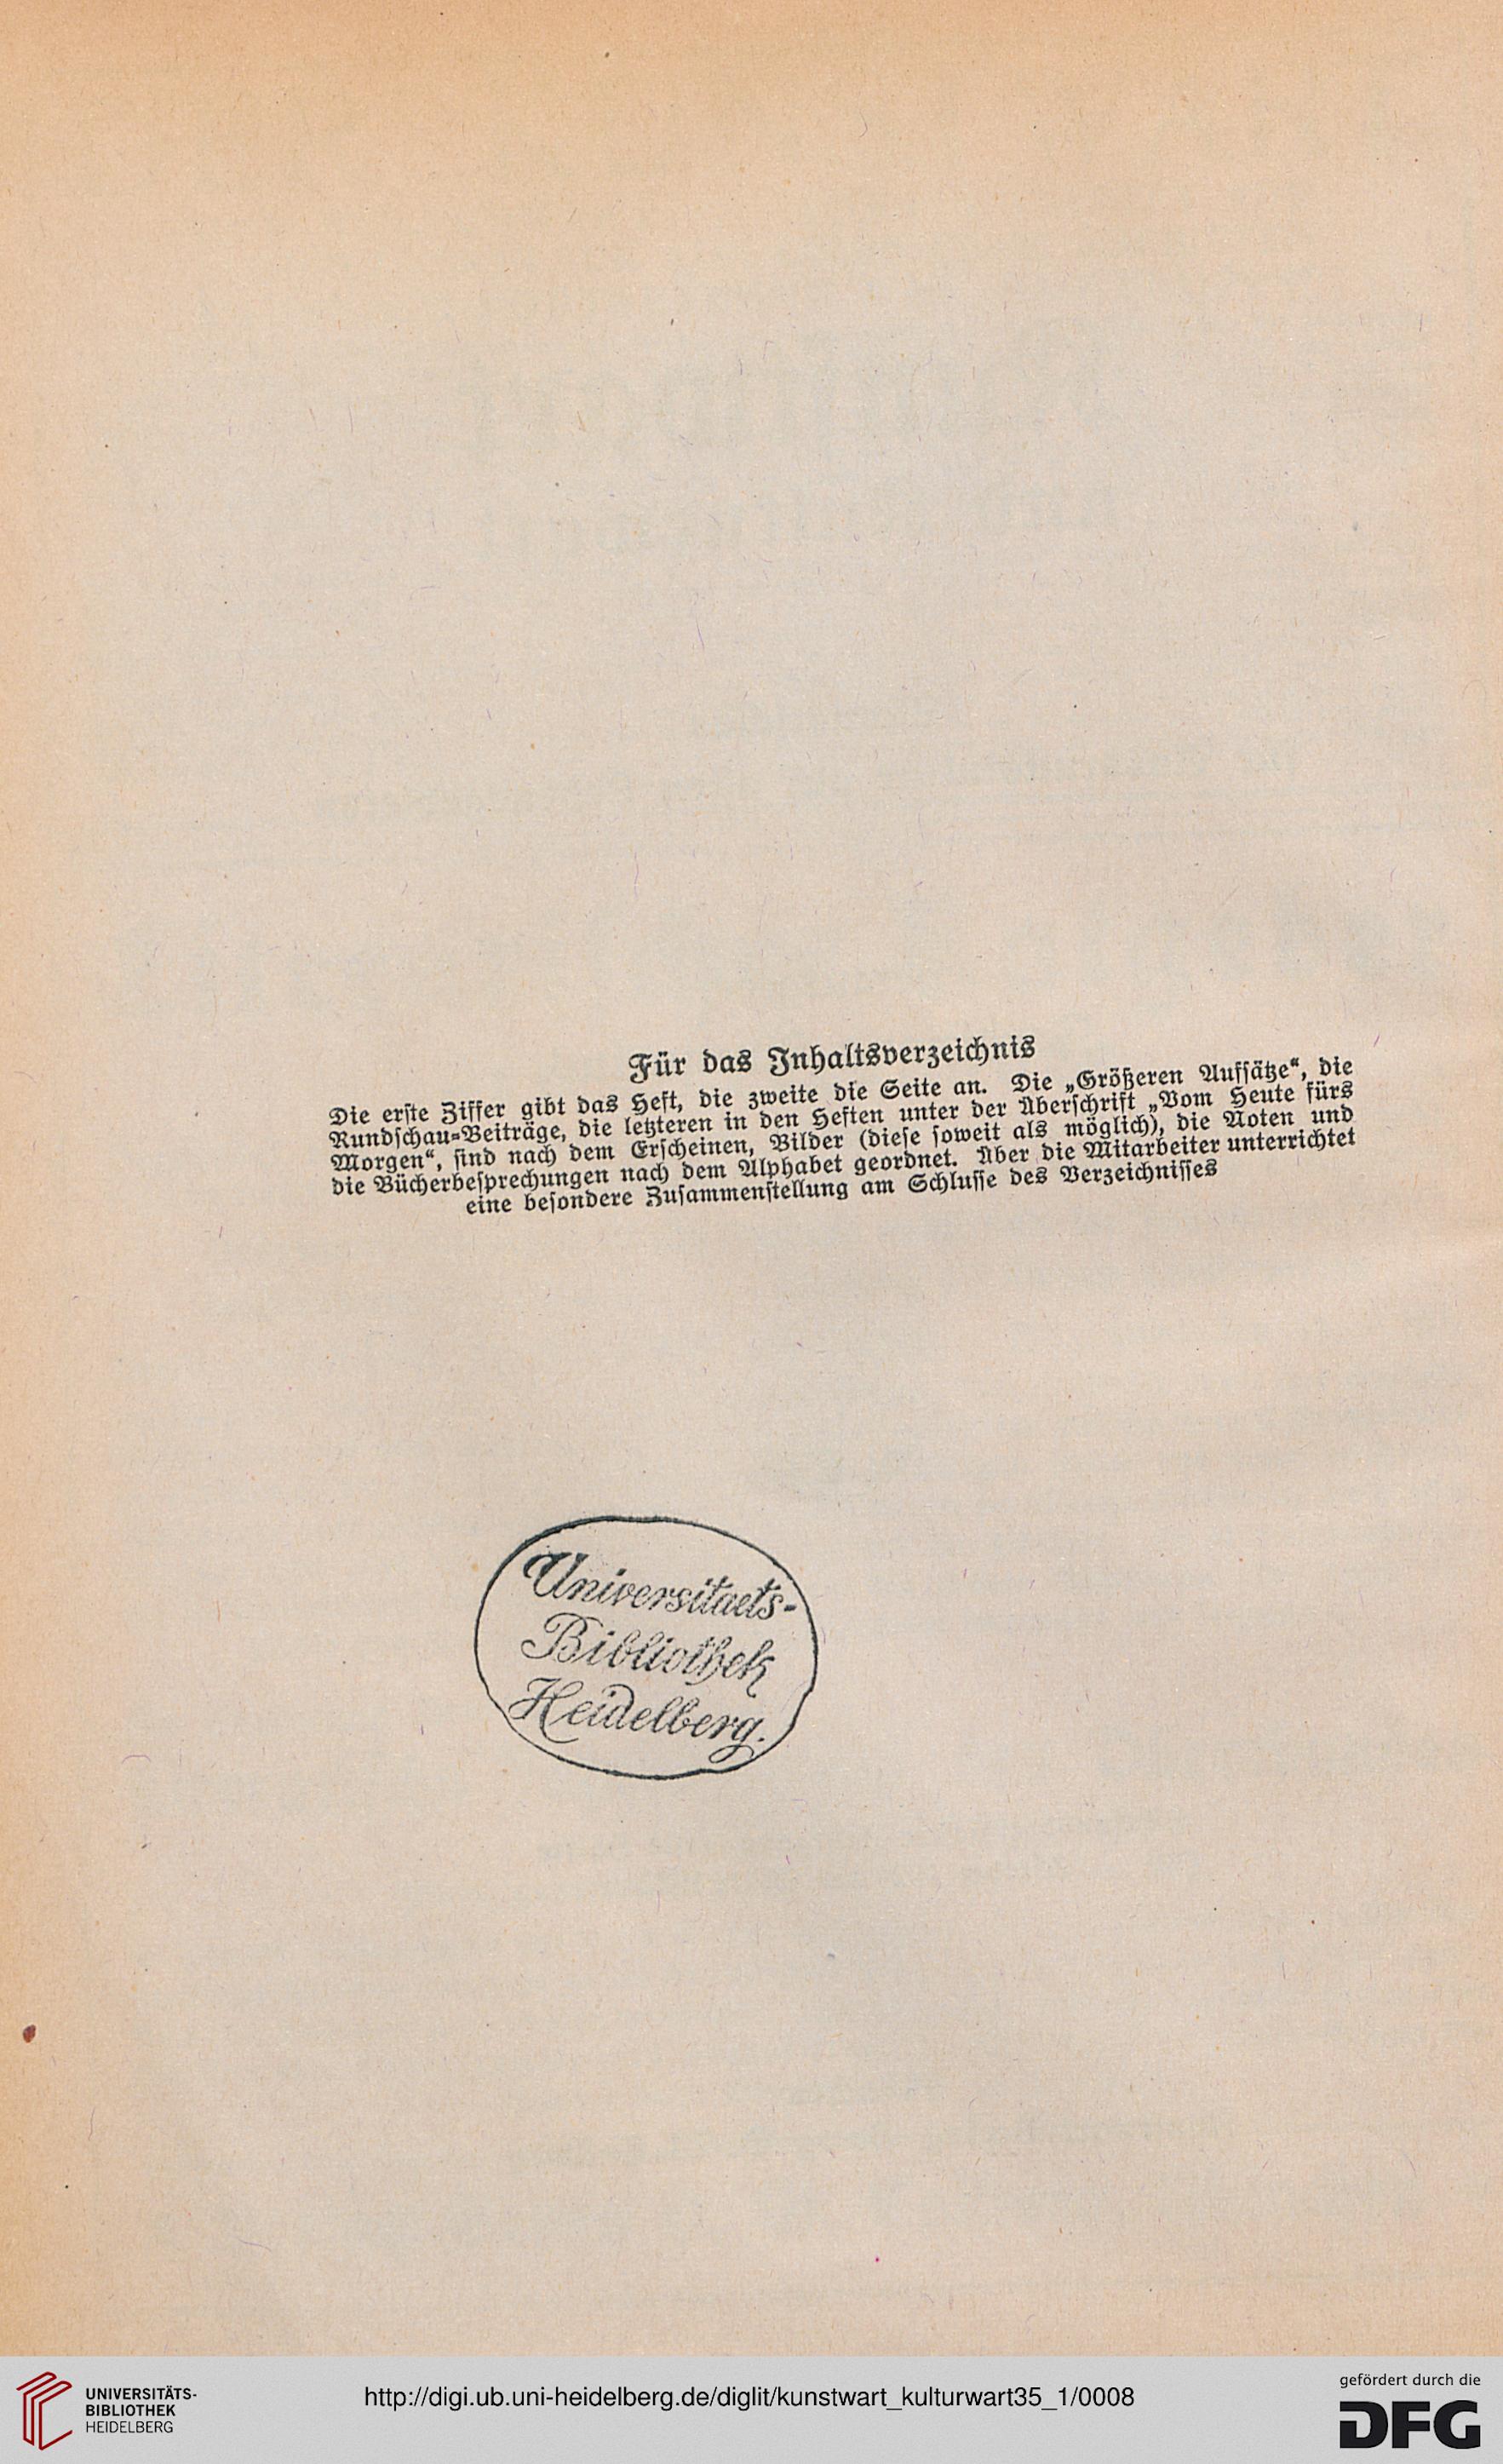 Für das Inhaltsverzeichnis
Die erste Ziffer gibt das Heft, die zweite die Seite an. Die „Größeren Aufsätze“, die
Rundschau-Beiträge, die letzteren in den Heften unter der Überschrift „Vom Heute fürs
Morgen“, sind nach dem Erscheinen, Bilder (diese soweit als möglich), die Noten und
die Bücherbesprechungen nach dem Alphabet geordnet. Über die Mitarbeiter unterrichtet
eine besondere Zusammenstellung am Schlusse des Verzeichnisses
Universitaets-
Bibliothek
Heidelberg.
UNIVERSITÄTS-
BIBLIOTHEK
HEIDELBERG
http://digi.ub.uni-heidelberg.de/diglit/kunstwart_kulturwart35_1/0008
gefördert durch die
DFG